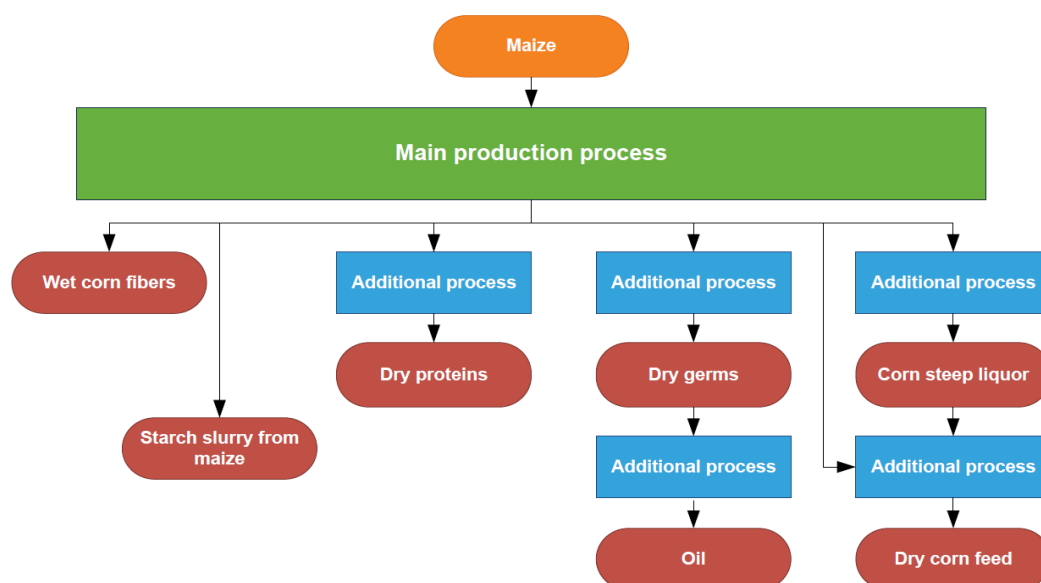 Maize
Main production process
Wet corn fibers
Additional process
Additional process
Additional process
Dry proteins
Dry germs
Corn steep liquor
Starch slurry from
maize
Additional process
Additional process
Oil
Dry corn feed